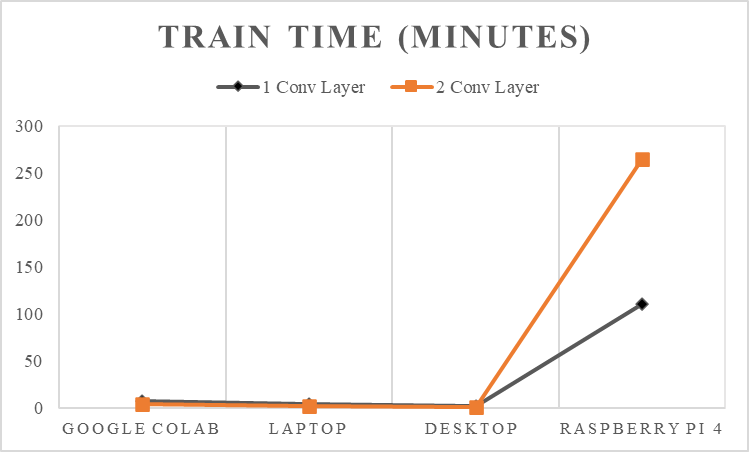 TRAIN TIME (MINUTES)
1 Conv Layer 2 Conv Layer
300
250
200
150
100
50
0
GOOGLE COLAB LAPTOP DESKTOP RASPBERRY PI 4